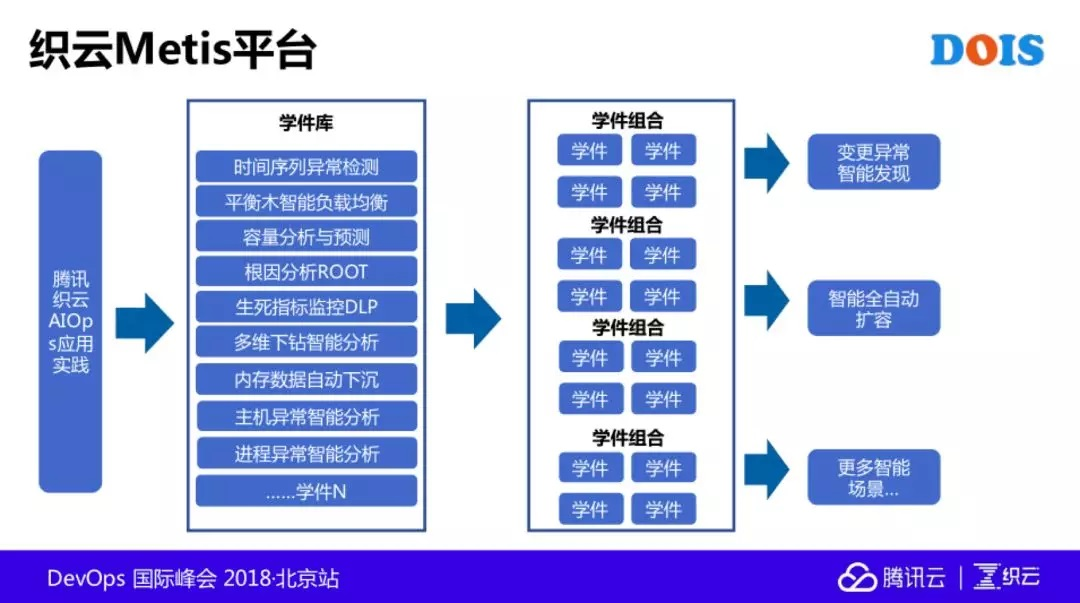 织云Metis平台
DOIS
腾讯
织云
AIOp
s应用
实践
学件库
时间序列异常检测
平衡木智能负载均衡
容量分析与预测
根因分析ROOT
生死指标监控DLP
多维下钻智能分析
内存数据自动下沉
主机异常智能分析
进程异常智能分析
……学件N
学件组合
学件 学件
学件 学件
学件组合
学件 学件
学件 学件
学件组合
学件 学件
学件 学件
学件组合
学件 学件
学件 学件
变更异常
智能发现
智能全自动
扩容
更多智能
场景...
DevOps 国际峰会 2018·北京站
腾讯云 | 织云